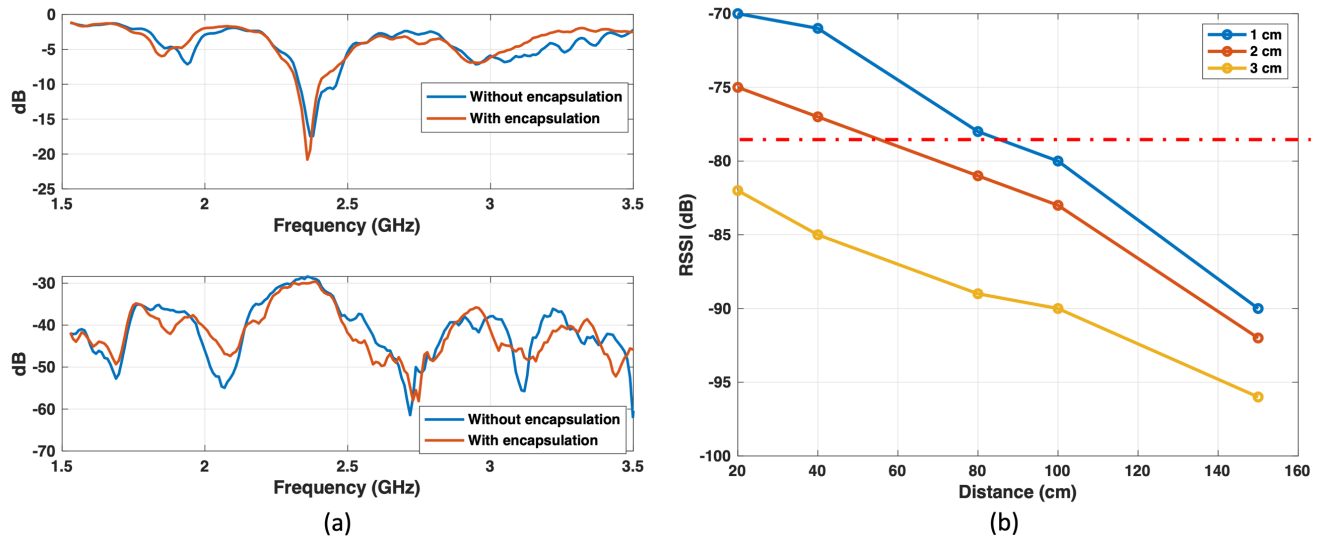 0
-5
-10
-15
-20
-25
dB
Without encapsulation
With encapsulation
1.5 2 2.5 3 3.5
Frequency (GHz)
-30
-40
-50
-60
-70
dB
Without encapsulation
With encapsulation
1.5 2 2.5 3 3.5
Frequency (GHz)
(a)
-70
-75
-80
-85
-90
-95
-100
RSSI (dB)
1 cm
2 cm
3 cm
20 40 60 80 100 120 140 160
Distance (cm)
(b)